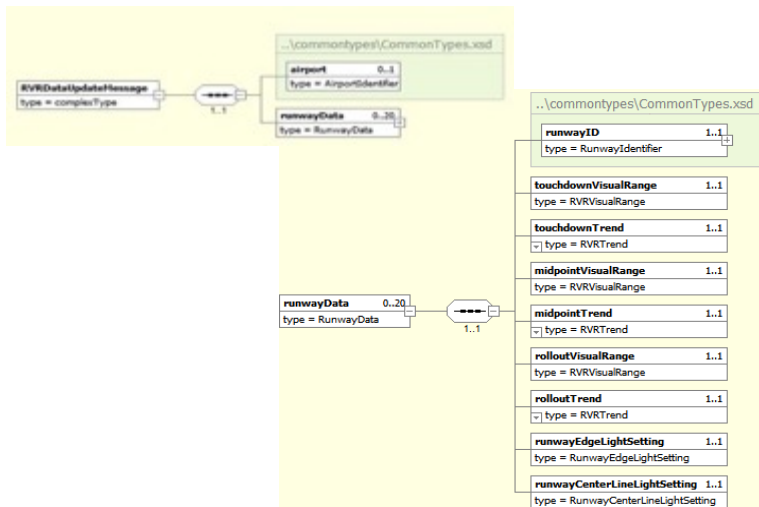 ..\commontypes\CommonTypes.xsd
airport 0..1
type = AirportIdentifier
RVRDataUpdateMessage
type = complexType
1..1
runwayData 0..20
type = RunwayData
..\commontypes\CommonTypes.xsd
runwayID 1..1
type = RunwayIdentifier
touchdownVisualRange 1..1
type = RVRVisualRange
touchdownTrend 1..1
type = RVRTrend
midpointVisualRange 1..1
type = RVRVisualRange
runwayData 0..20
type = RunwayData
1..1
midpointTrend 1..1
type = RVRTrend
rolloutVisualRange 1..1
type = RVRVisualRange
rolloutTrend 1..1
type = RVRTrend
runwayEdgeLightSetting 1..1
type = RunwayEdgeLightSetting
runwayCenterLineLightSetting 1..1
type = RunwayCenterLineLightSetting